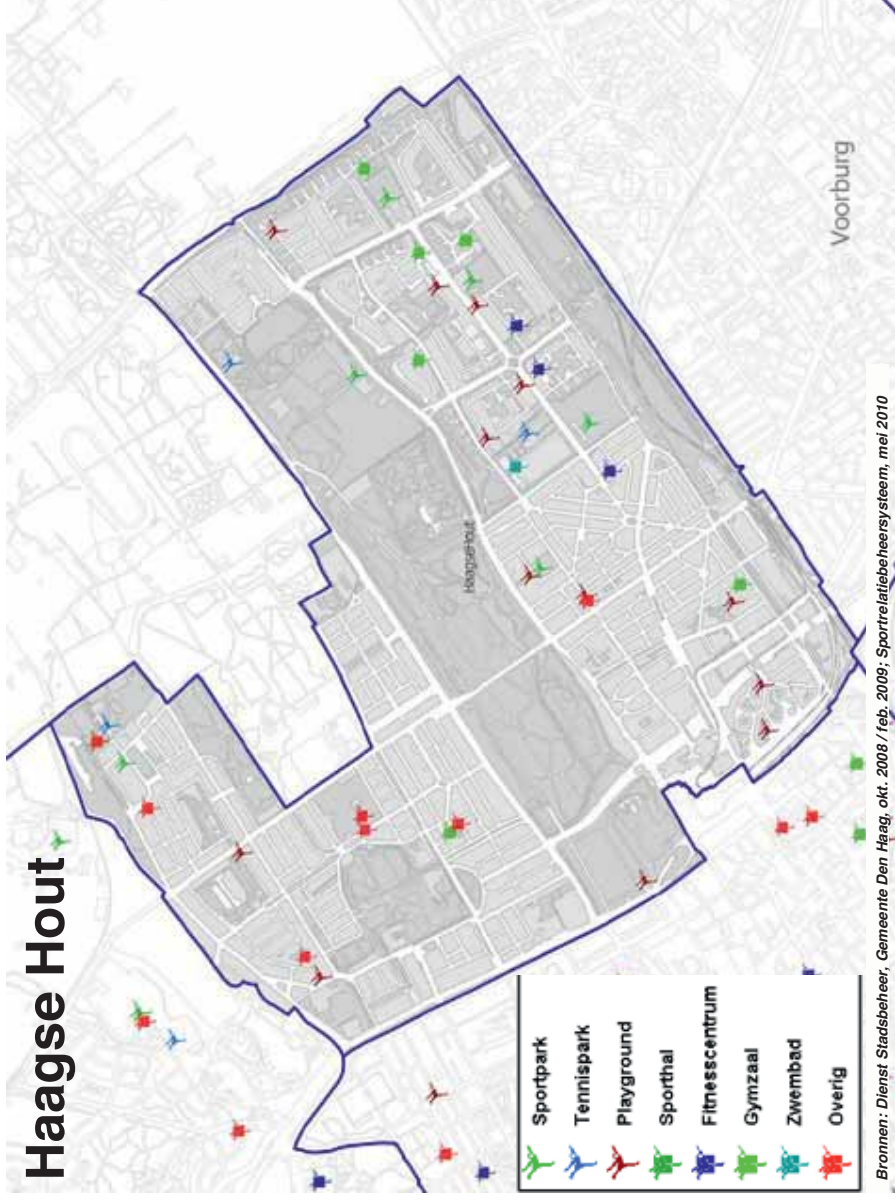 Haagse Hout
Voorburg
HaagseHout
Sportpark
Tennispark
Playground
Sporthal
Fitnesscentrum
Gymzaal
Zwembad
Overig
Bronnen: Dienst Stadsbeheer, Gemeente Den Haag, okt. 2008 / feb. 2009; Sportrelatiebeheersysteem, mei 2010